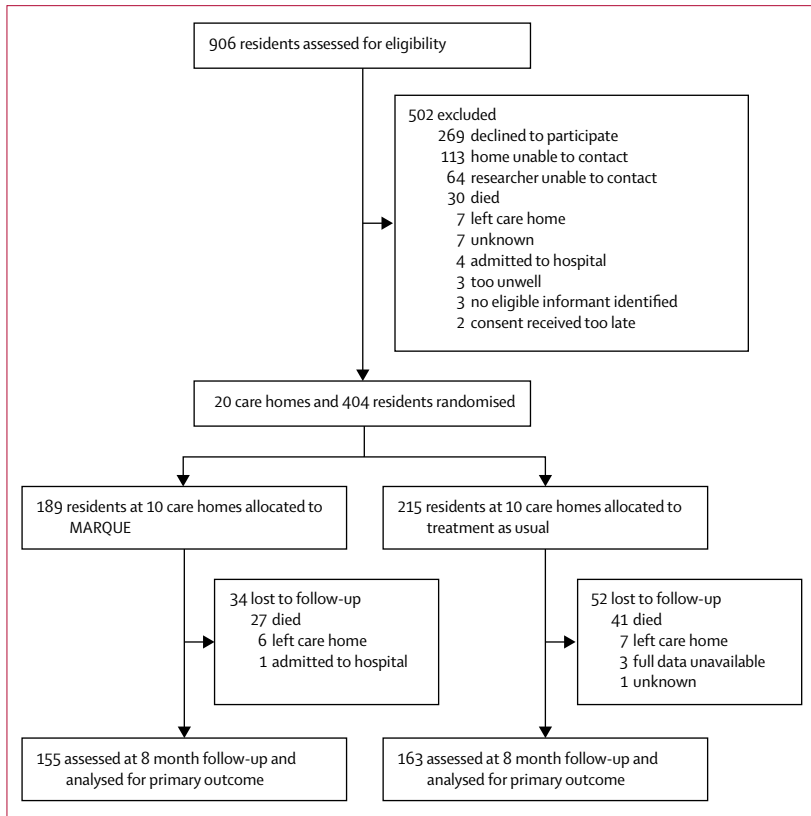 906 residents assessed for eligibility
502 excluded
269 declined to participate
113 home unable to contact
64 researcher unable to contact
30 died
7 left care home
7 unknown
4 admitted to hospital
3 too unwell
3 no eligible informant identified
2 consent received too late
20 care homes and 404 residents randomised
189 residents at 10 care homes allocated to
MARQUE
215 residents at 10 care homes allocated to
treatment as usual
34 lost to follow-up
27 died
6 left care home
1 admitted to hospital
52 lost to follow-up
41 died
7 left care home
3 full data unavailable
1 unknown
155 assessed at 8 month follow-up and
analysed for primary outcome
163 assessed at 8 month follow-up and
analysed for primary outcome